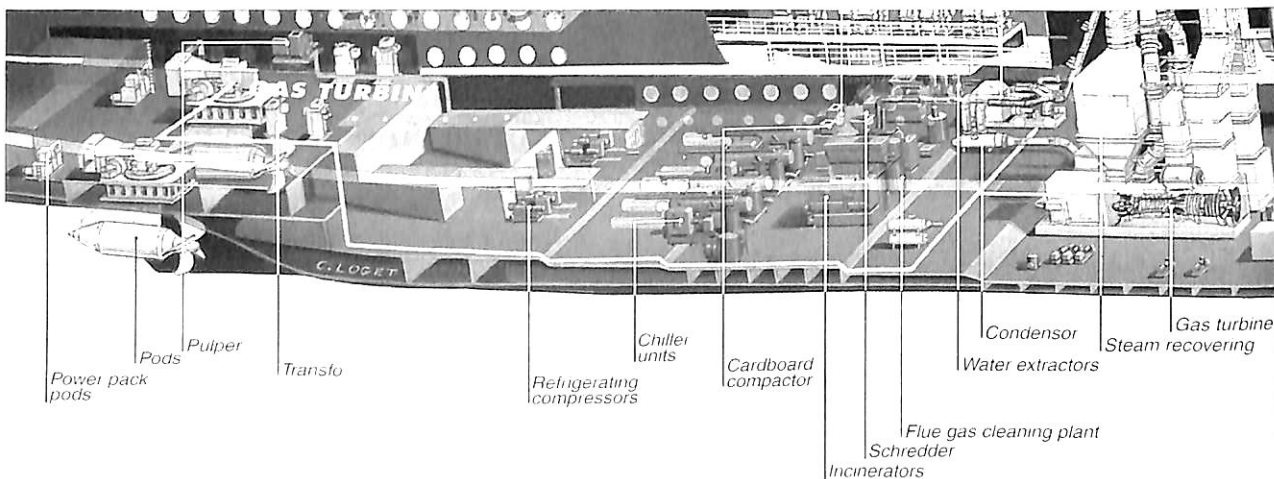 GAS TURBIN
C. LOGET
Power pack
pods
Pods
Pulper
Transfo
Refrigerating
compressors
Chiller
units
Cardboard
compactor
Incinerators
Schredder
Flue gas cleaning plant
Water extractors
Condensor
Steam recovering
Gas turbine